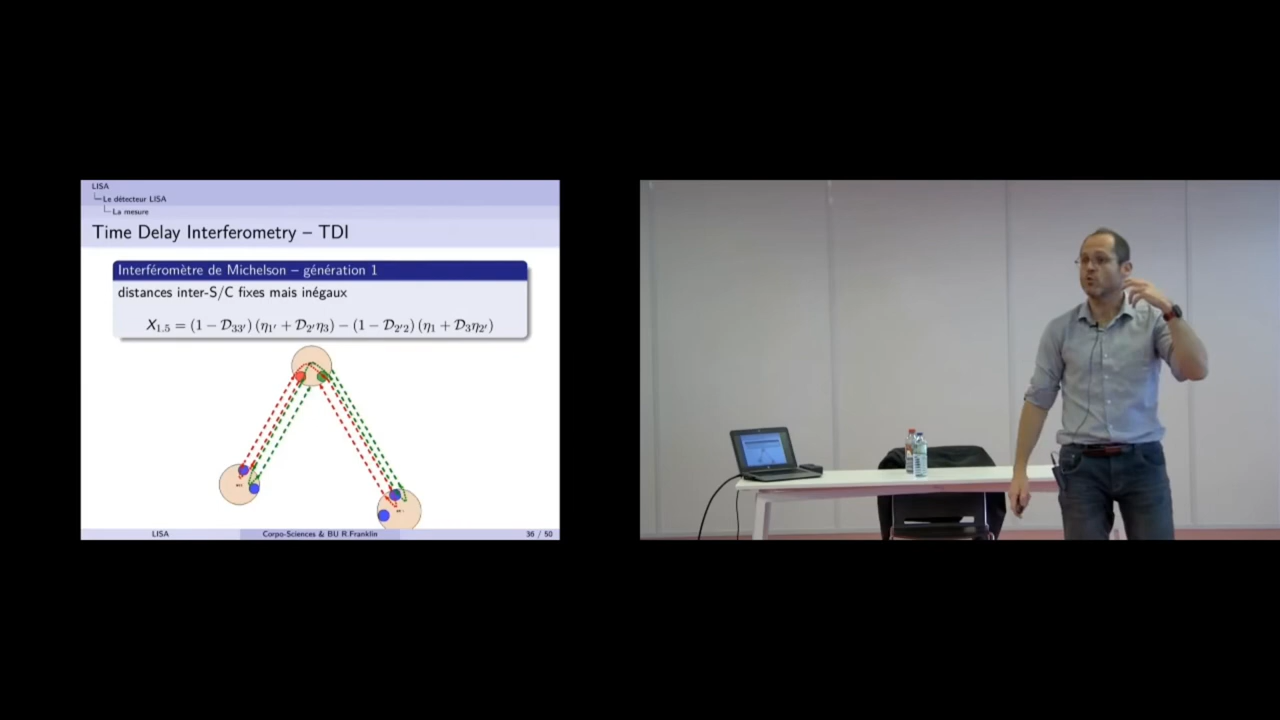 LISA
Le détecteur LISA
La mesure
Time Delay Interferometry – TDI
Interféromètre de Michelson – génération 1
distances inter-S/C fixes mais inégaux
X₁.₅ = (1 − 𝒟₃₃′) (η₁′ + 𝒟₂′η₃) − (1 − 𝒟₂′₂) (η₁ + 𝒟₃η₂′)
LISA Corpo-Sciences & BU R.Franklin 36 / 50